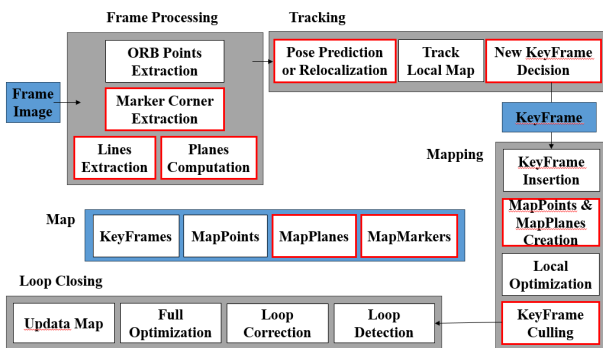 Frame Processing
Tracking
ORB Points
Extraction
Pose Prediction
or Relocalization
Track
Local Map
New KeyFrame
Decision
Frame
Image
Marker Corner
Extraction
KeyFrame
Lines
Extraction
Planes
Computation
Mapping
KeyFrame
Insertion
Map
MapPoints &
MapPlanes
Creation
KeyFrames
MapPoints
MapPlanes
MapMarkers
Local
Optimization
Loop Closing
Updata Map
Full
Optimization
Loop
Correction
Loop
Detection
KeyFrame
Culling